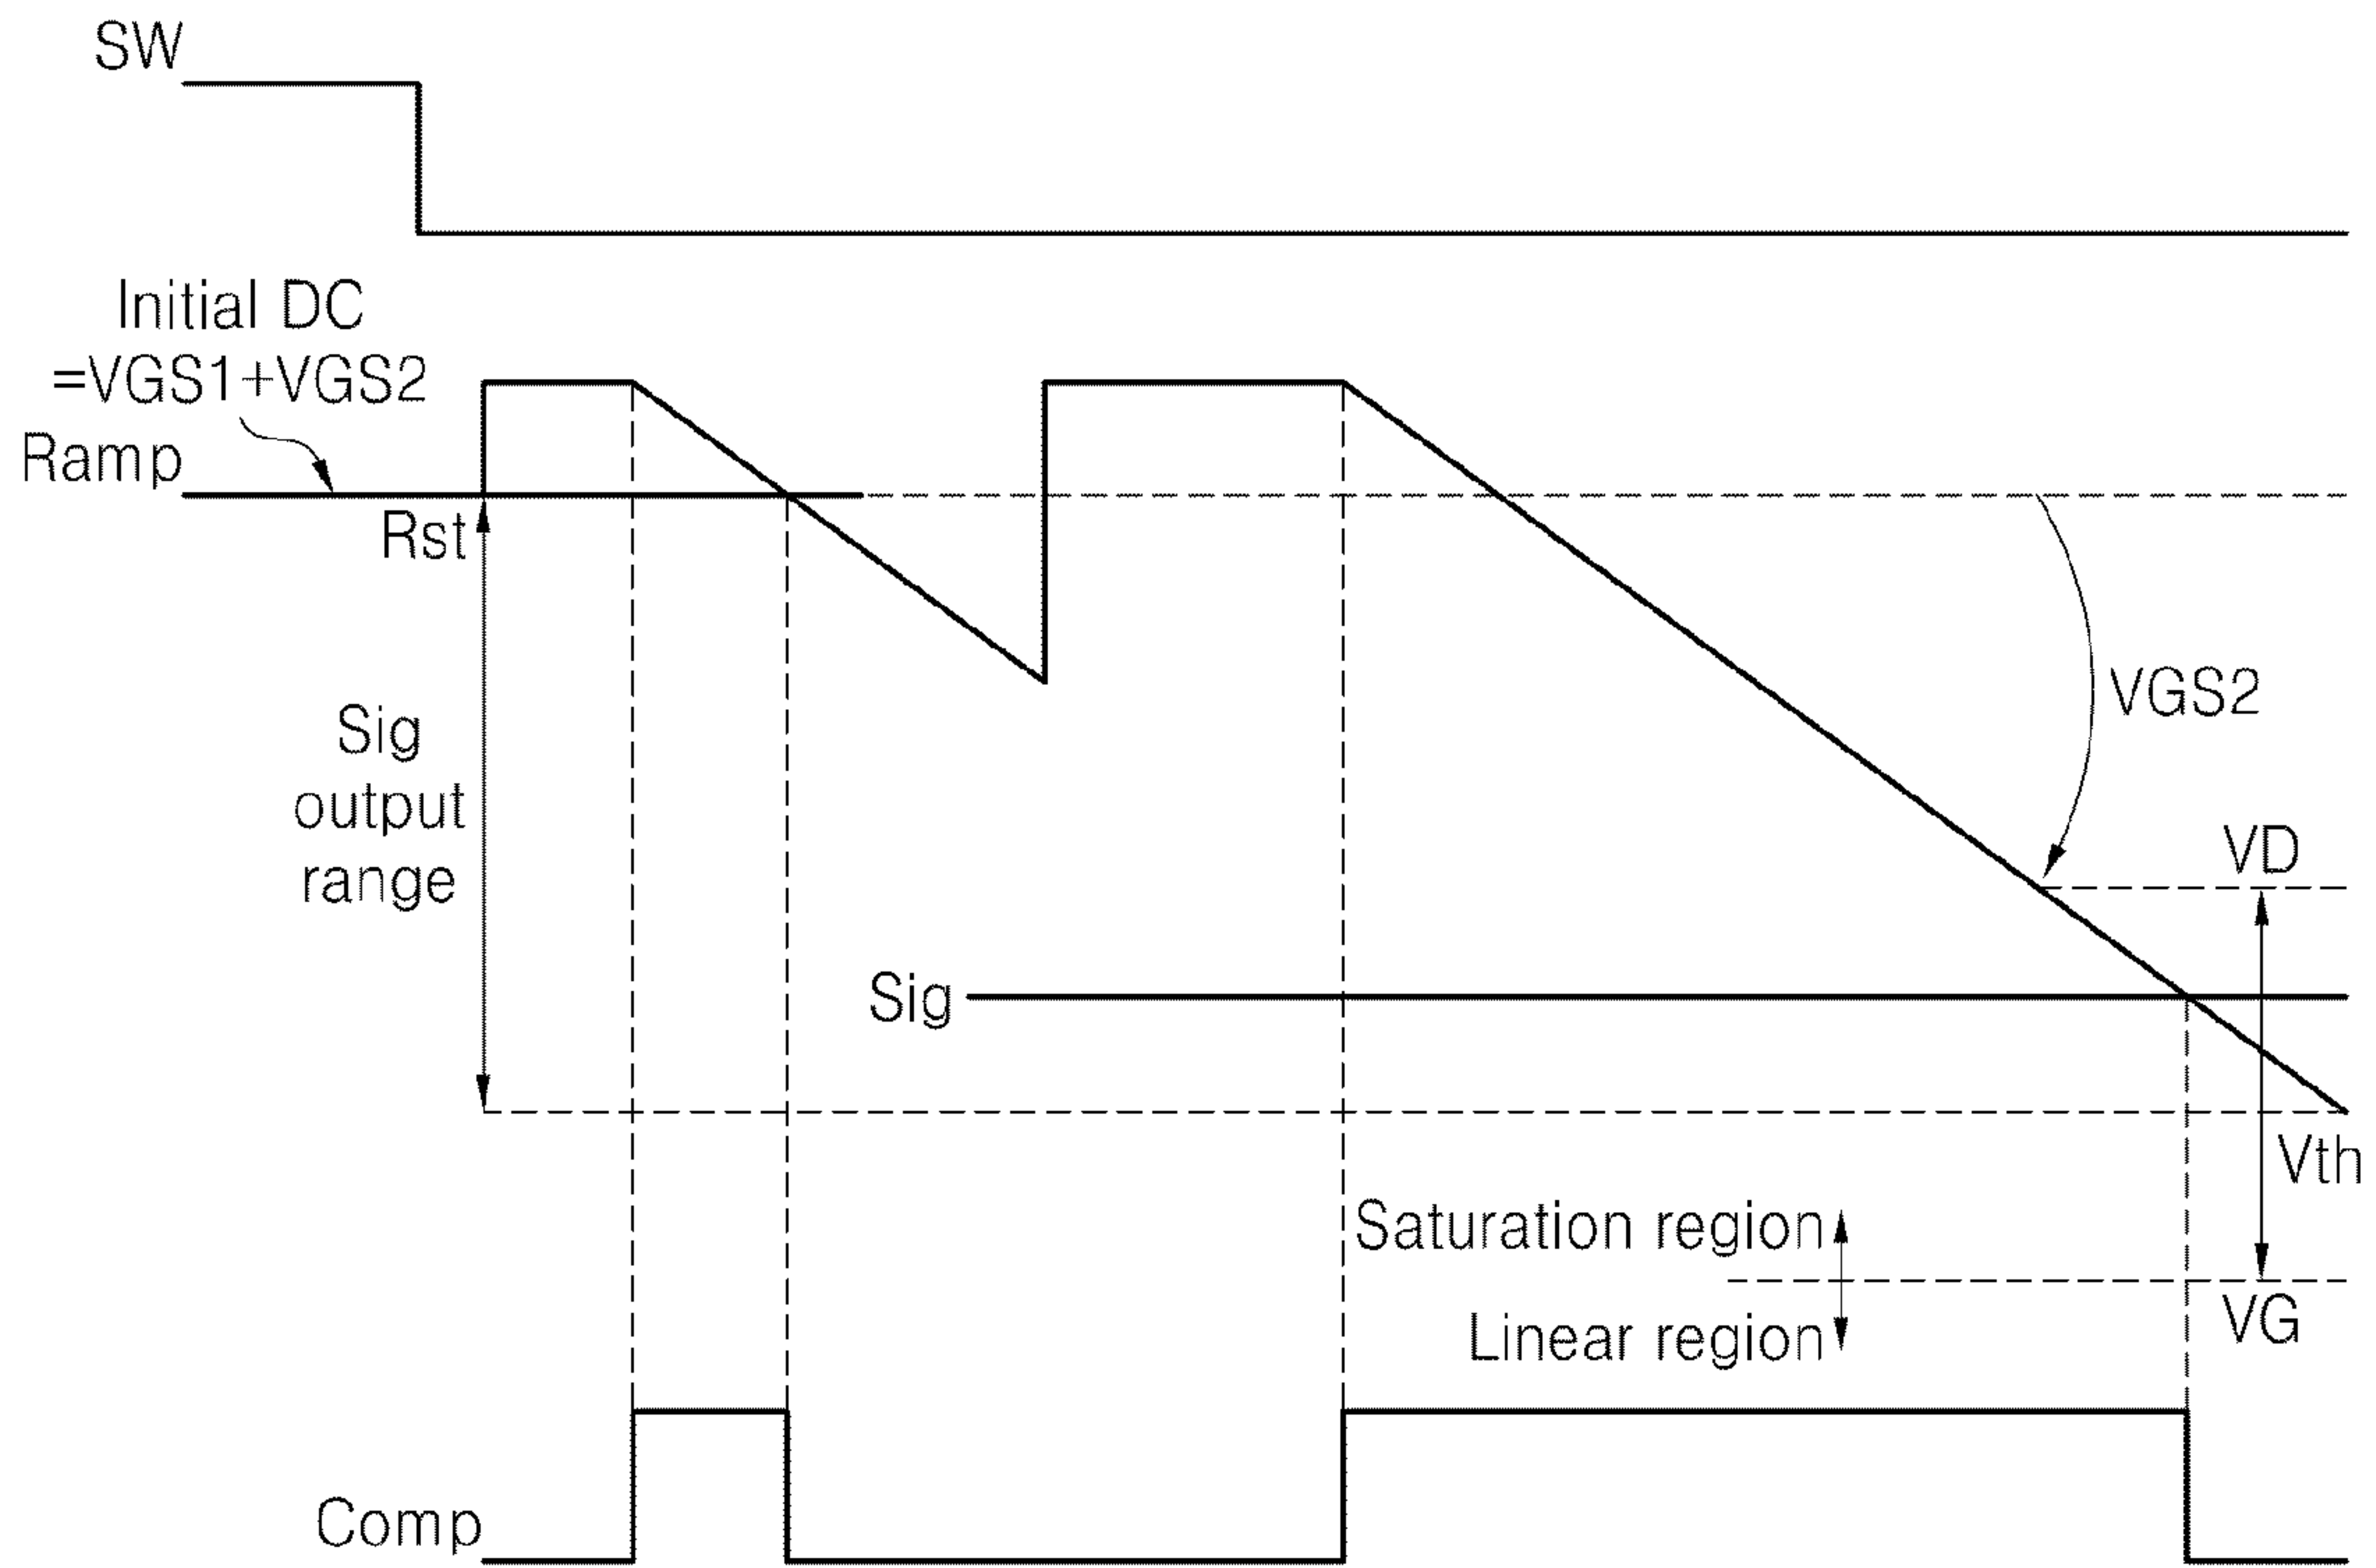 SW
Initial DC
=VGS1+VGS2
Ramp
Rst
Sig
output
range
VGS2
VD
Sig
Vth
Saturation region
VG
Linear region
Comp